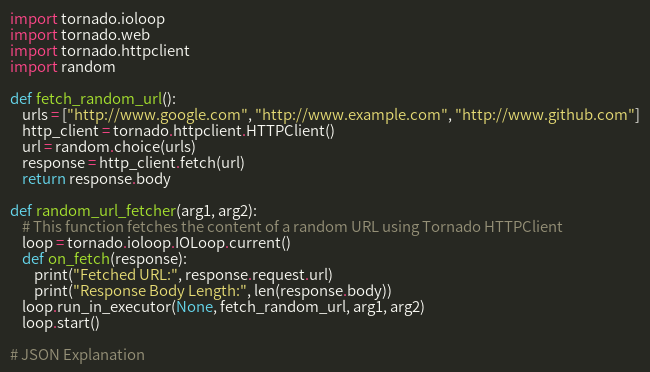 import tornado.ioloop
import tornado.web
import tornado.httpclient
import random

def fetch_random_url():
    urls = ["http://www.google.com", "http://www.example.com", "http://www.github.com"]
    http_client = tornado.httpclient.HTTPClient()
    url = random.choice(urls)
    response = http_client.fetch(url)
    return response.body

def random_url_fetcher(arg1, arg2):
    # This function fetches the content of a random URL using Tornado HTTPClient
    loop = tornado.ioloop.IOLoop.current()
    def on_fetch(response):
        print("Fetched URL:", response.request.url)
        print("Response Body Length:", len(response.body))
    loop.run_in_executor(None, fetch_random_url, arg1, arg2)
    loop.start()

# JSON Explanation